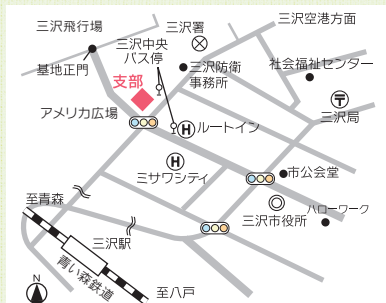 三沢飛行場
三沢署
三沢空港方面
三沢中央
バス停
基地正門
三沢防衛
事務所
社会福祉センター
支部
アメリカ広場
H ルートイン
〒
三沢局
H
ミサワシティ
市公会堂
至青森
三沢市役所
ハローワーク
三沢駅
青い森鉄道
至八戸
N